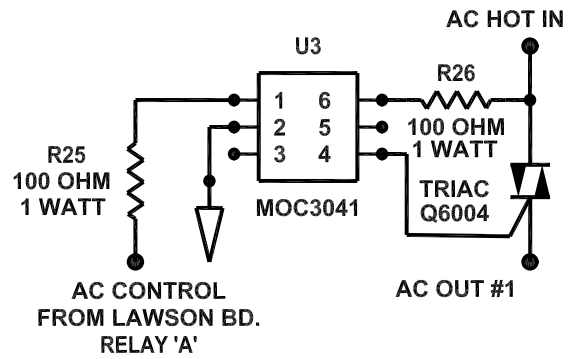 AC HOT IN
U3
R26
1 6
2 5
3 4
100 OHM
1 WATT
R25
100 OHM
1 WATT
MOC3041
TRIAC
Q6004
AC OUT #1
AC CONTROL
FROM LAWSON BD.
RELAY 'A'